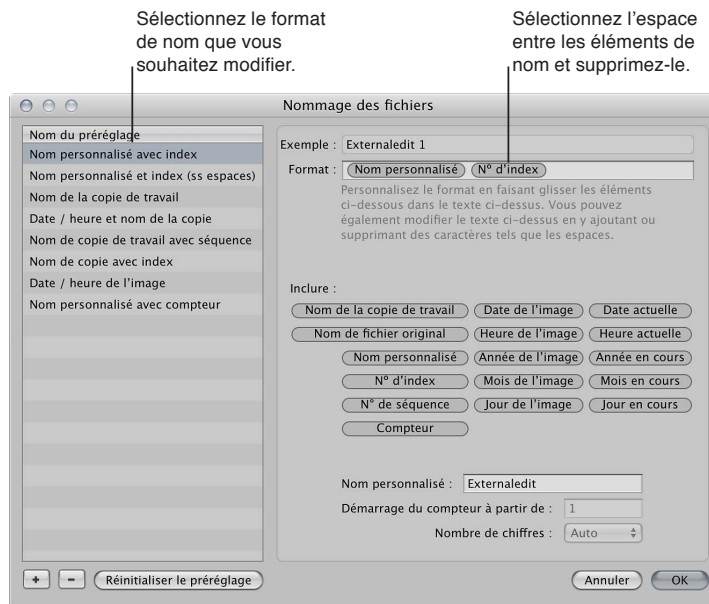 Sélectionnez le format
de nom que vous
souhaitez modifier.
Sélectionnez l'espace
entre les éléments de
nom et supprimez-le.
Nommage des fichiers
Nom du préréglage
Nom personnalisé avec index
Nom personnalisé et index (ss espaces)
Nom de la copie de travail
Date / heure et nom de la copie
Nom de copie de travail avec séquence
Nom de copie avec index
Date / heure de l'image
Nom personnalisé avec compteur
Exemple : Externaledit 1
Format : Nom personnalisé N° d'index
Personnalisez le format en faisant glisser les éléments
ci-dessous dans le texte ci-dessus. Vous pouvez
également modifier le texte ci-dessus en y ajoutant ou
supprimant des caractères tels que les espaces.
Inclure :
Nom de la copie de travail Date de l'image Date actuelle
Nom de fichier original Heure de l'image Heure actuelle
Nom personnalisé Année de l'image Année en cours
N° d'index Mois de l'image Mois en cours
N° de séquence Jour de l'image Jour en cours
Compteur
Nom personnalisé : Externaledit
Démarrage du compteur à partir de : 1
Nombre de chiffres : Auto
+ - Réinitialiser le préréglage Annuler OK